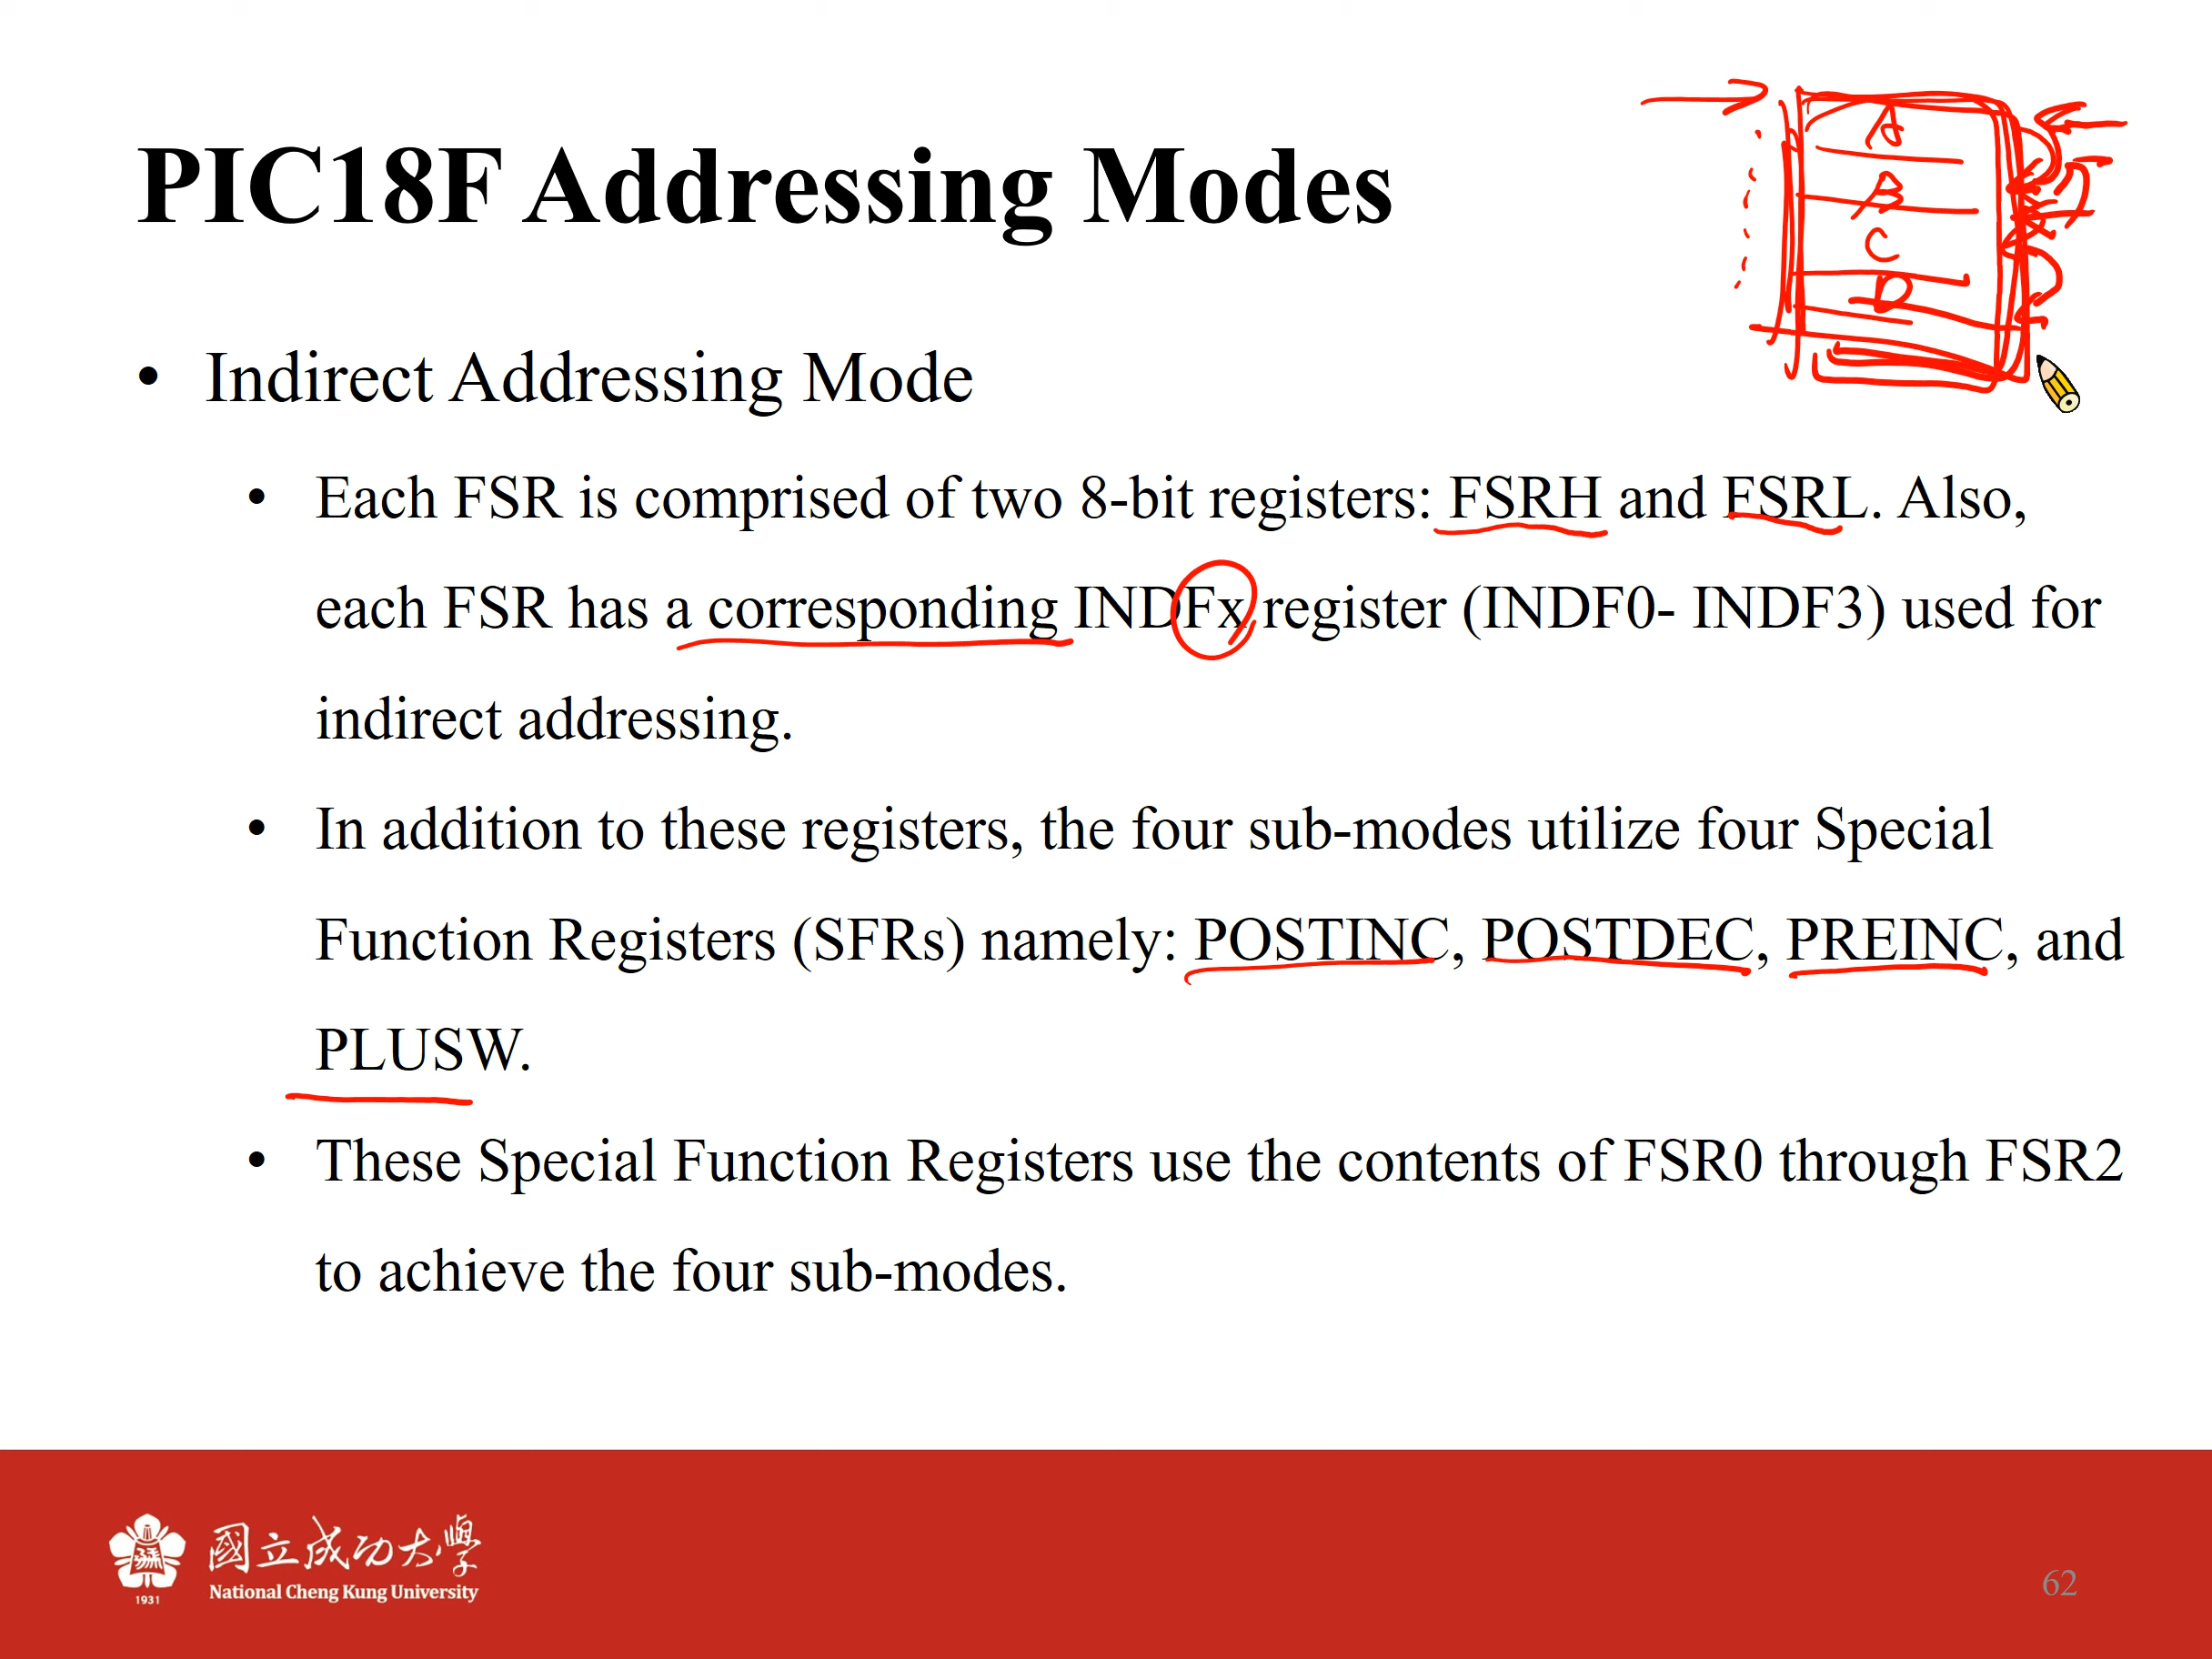 PIC18F Addressing Modes
A
B
C
D
• Indirect Addressing Mode
• Each FSR is comprised of two 8-bit registers: FSRH and FSRL. Also,
each FSR has a corresponding INDFx register (INDF0- INDF3) used for
indirect addressing.
• In addition to these registers, the four sub-modes utilize four Special
Function Registers (SFRs) namely: POSTINC, POSTDEC, PREINC, and
PLUSW.
• These Special Function Registers use the contents of FSR0 through FSR2
to achieve the four sub-modes.
國立成功大學
National Cheng Kung University
1931
62